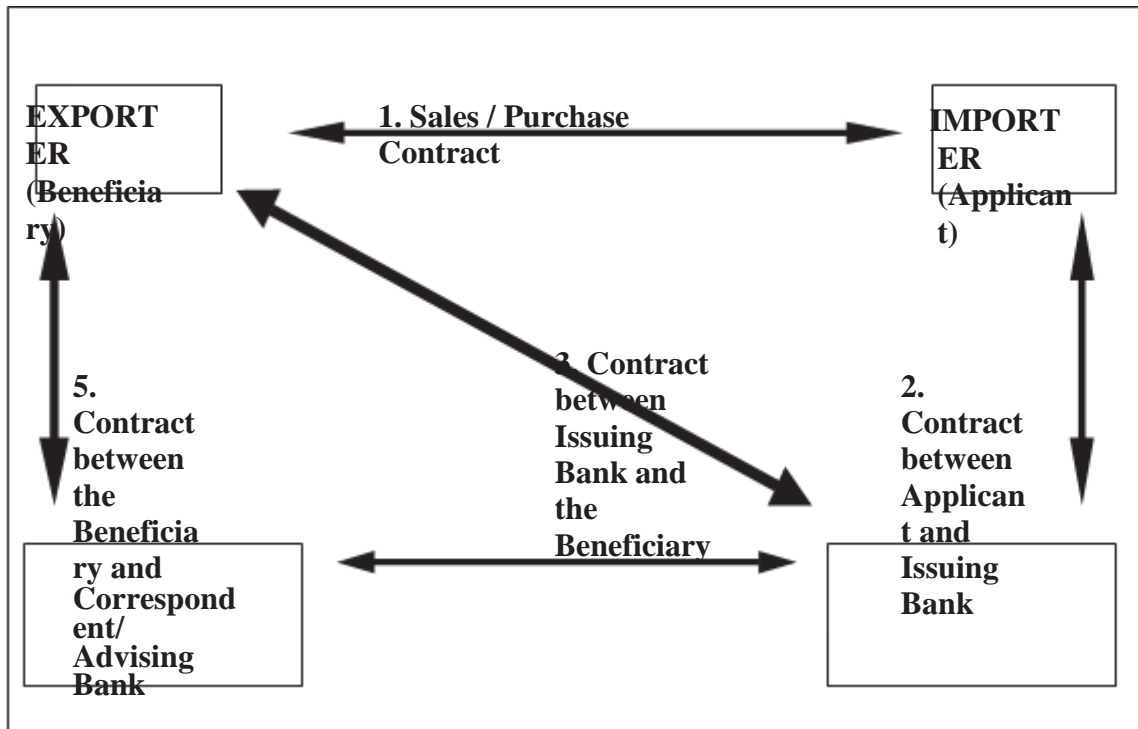 EXPORT
ER
(Beneficia
ry)
1. Sales / Purchase
Contract
IMPORT
ER
(Applican
t)
5.
Contract
between
the
Beneficia
ry and
Correspond
ent/
Advising
Bank
3. Contract
between
Issuing
Bank and
the
Beneficiary
2.
Contract
between
Applican
t and
Issuing
Bank